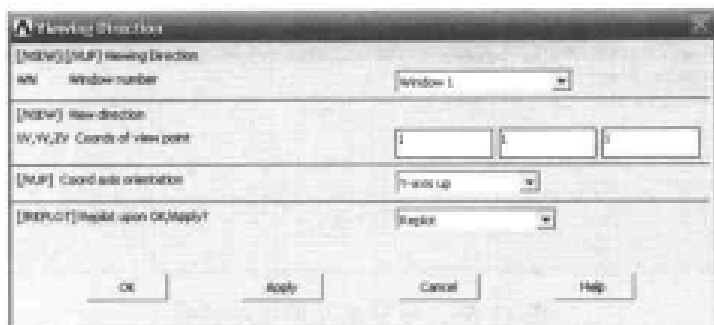 Viewing Direction
[/VIEW],[/VUP] Viewing Direction
WN Window number Window 1
[/VIEW] View direction
XV,YV,ZV Coords of view point 1 1 1
[/VUP] Coord axis orientation Y-axis up
[/REPLOT] Replot upon OK/Apply? Replot
OK Apply Cancel Help